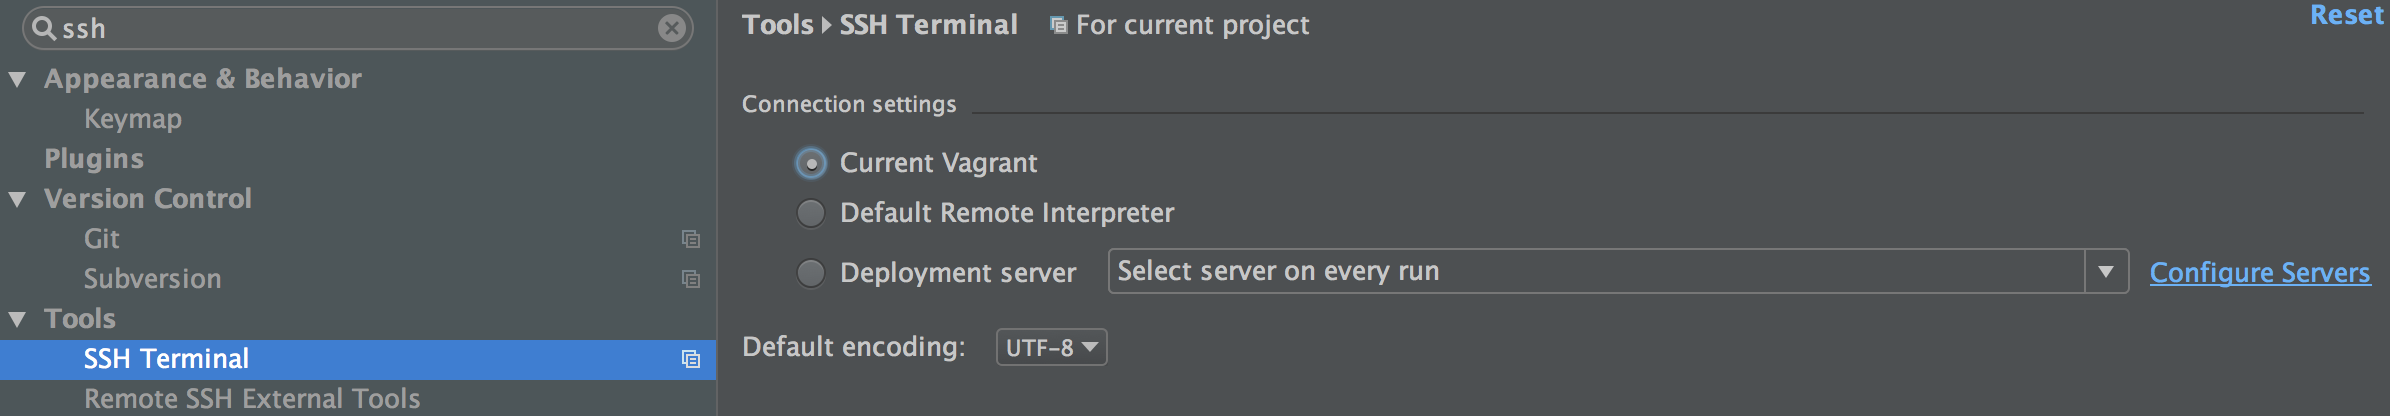 ssh
Appearance & Behavior
Keymap
Plugins
Version Control
Git
Subversion
Tools
SSH Terminal
Remote SSH External Tools
Tools SSH Terminal For current project
Reset
Connection settings
Current Vagrant
Default Remote Interpreter
Deployment server Select server on every run Configure Servers
Default encoding: UTF-8